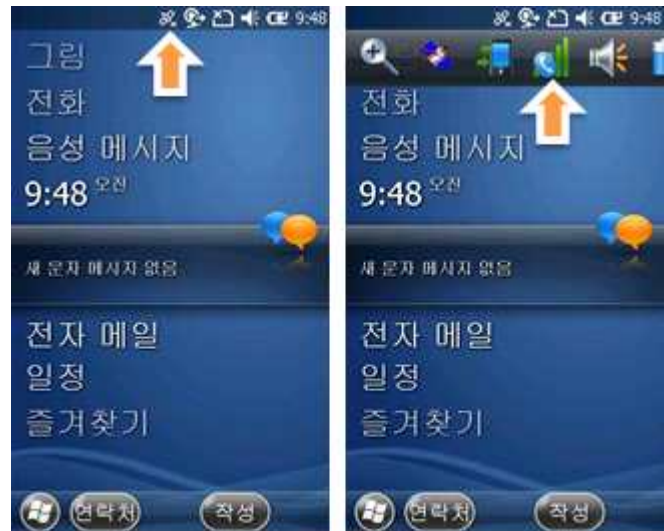 9:48
그림
전화
음성 메시지
9:48 오전
새 문자 메시지 없음
전자 메일
일정
즐겨찾기
연락처
작성
9:48
전화
음성 메시지
9:48 오전
새 문자 메시지 없음
전자 메일
일정
즐겨찾기
연락처
작성